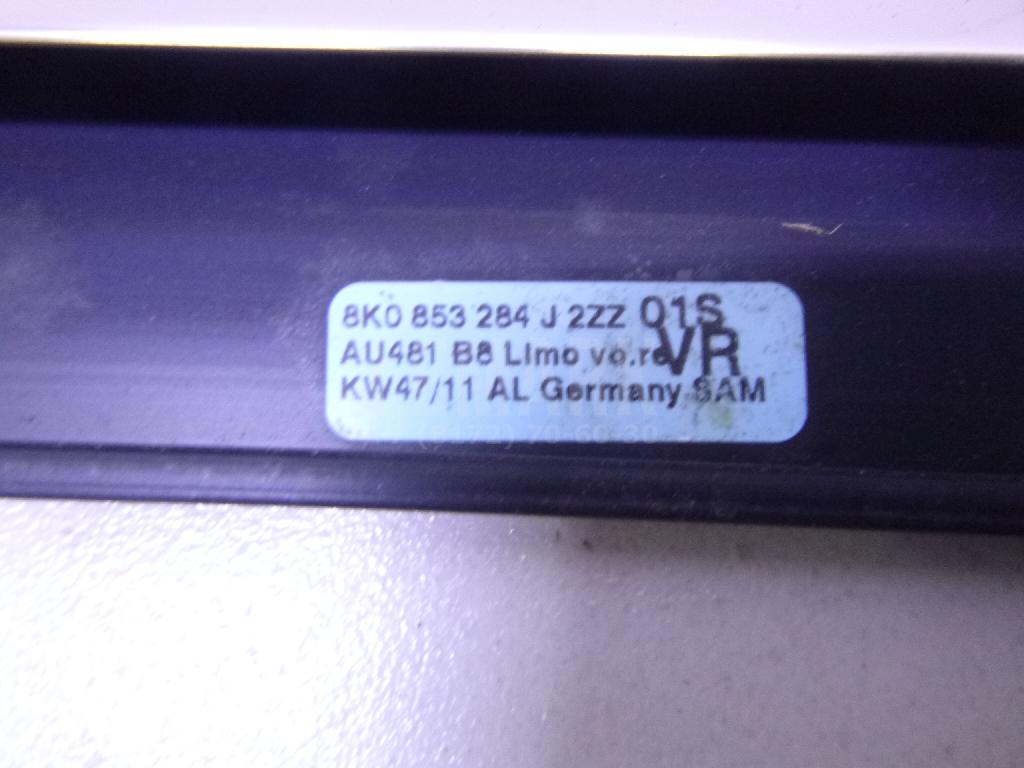 8K0 853 284 J 2ZZ 01S
AU481 B8 Limo vo.re VR
KW47/11 AL Germany SAM